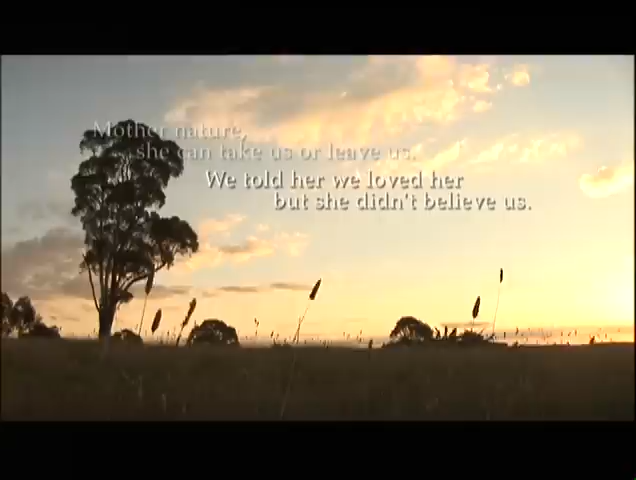 Mother nature,
she can take us or leave us.
We told her we loved her
but she didn't believe us.